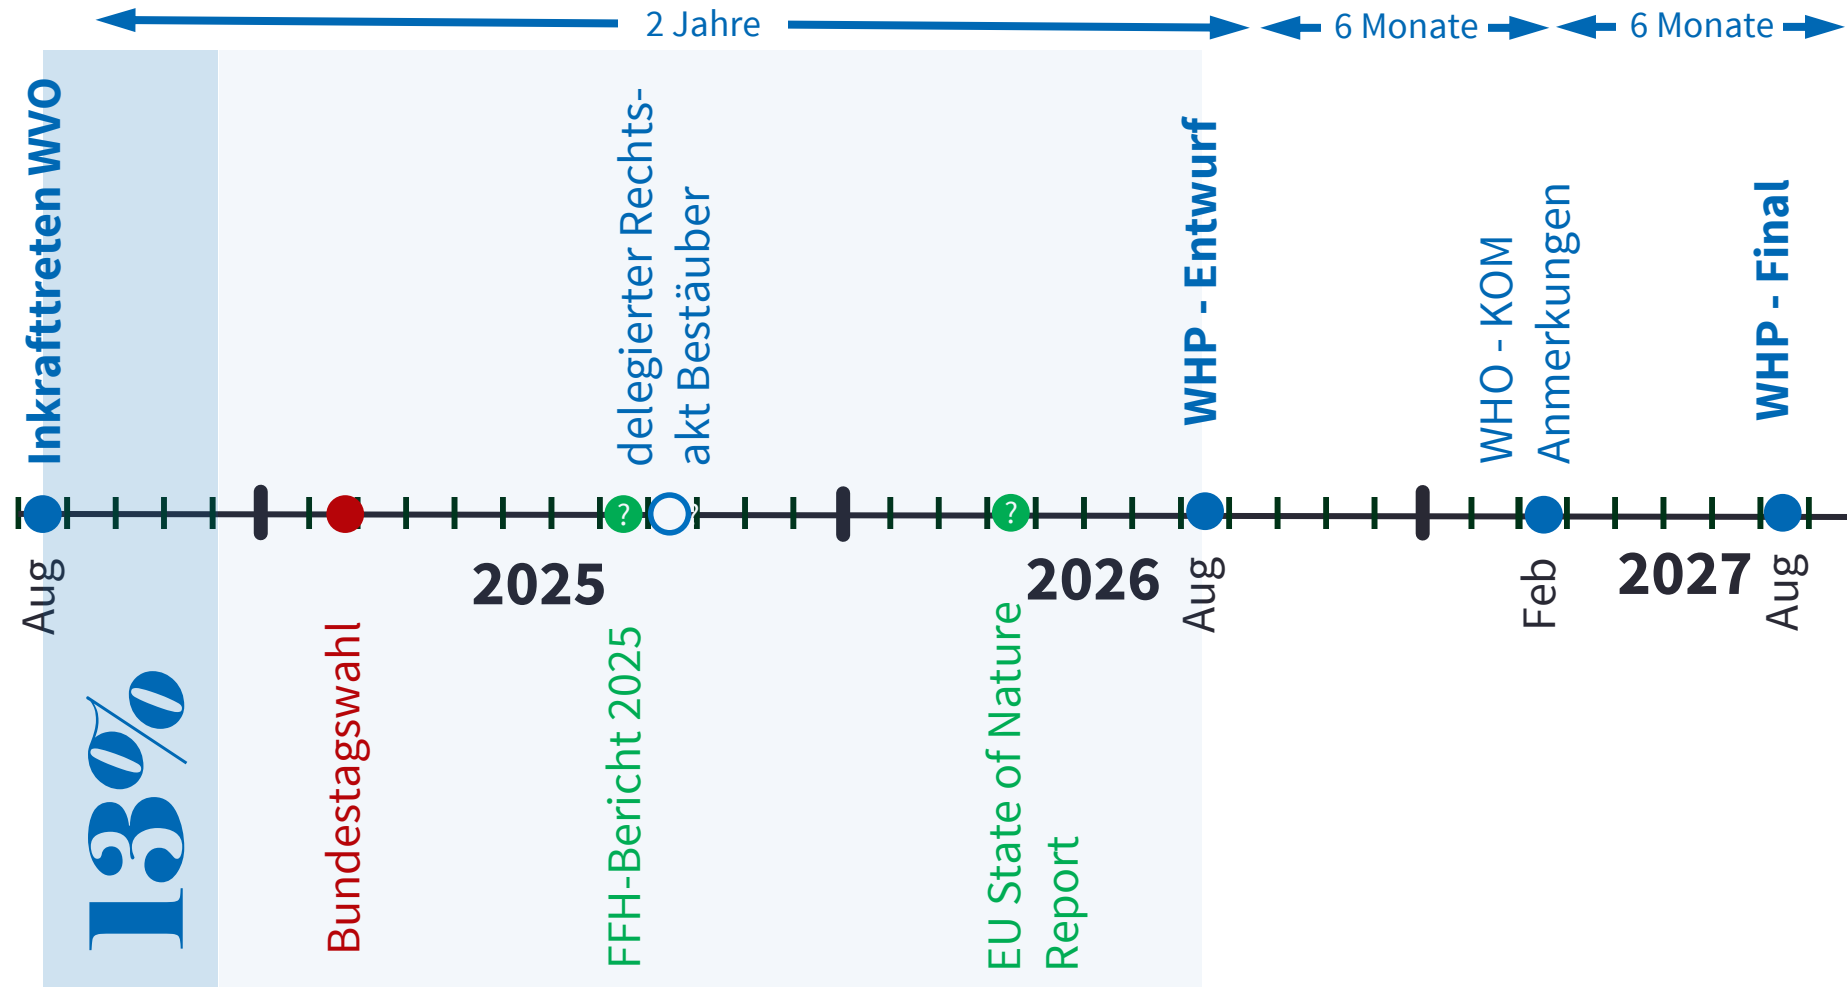 2 Jahre
6 Monate
6 Monate
Inkrafttreten WVO
delegierter Rechts-
akt Bestäuber
WHP - Entwurf
WHO - KOM
Anmerkungen
WHP - Final
?
?
?
Aug
2025
2026
Aug
Feb
2027
Aug
13%
Bundestagswahl
FFH-Bericht 2025
EU State of Nature
Report